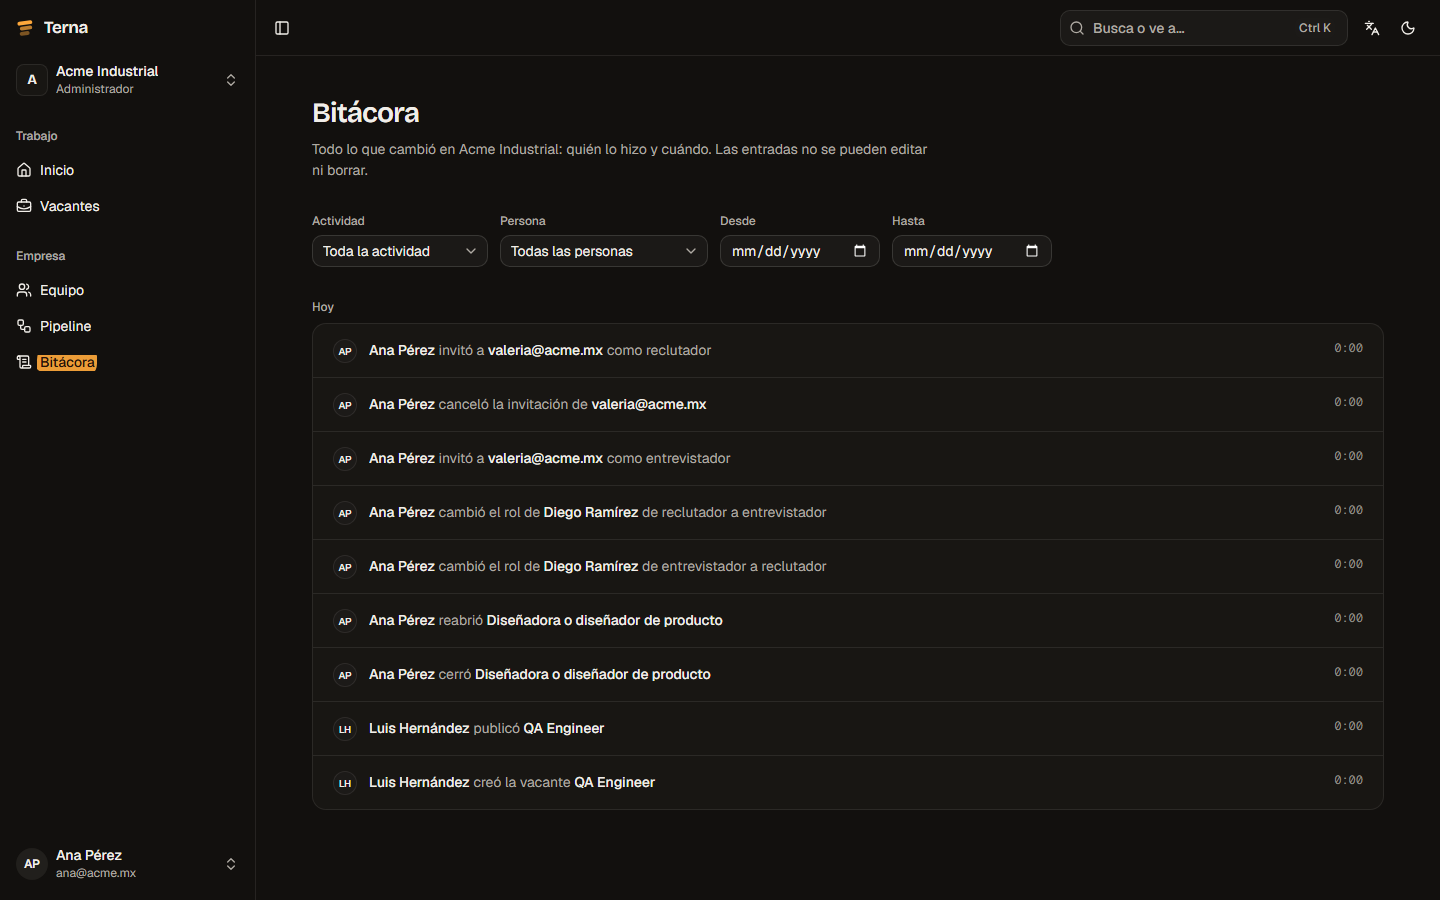 Terna
Busca o ve a...
Ctrl K
A
Acme Industrial
Administrador
Trabajo
Inicio
Vacantes
Empresa
Equipo
Pipeline
Bitácora
Bitácora
Todo lo que cambió en Acme Industrial: quién lo hizo y cuándo. Las entradas no se pueden editar
ni borrar.
Actividad
Toda la actividad
Persona
Todas las personas
Desde
mm/dd/yyyy
Hasta
mm/dd/yyyy
Hoy
AP Ana Pérez invitó a valeria@acme.mx como reclutador 0:00
AP Ana Pérez canceló la invitación de valeria@acme.mx 0:00
AP Ana Pérez invitó a valeria@acme.mx como entrevistador 0:00
AP Ana Pérez cambió el rol de Diego Ramírez de reclutador a entrevistador 0:00
AP Ana Pérez cambió el rol de Diego Ramírez de entrevistador a reclutador 0:00
AP Ana Pérez reabrió Diseñadora o diseñador de producto 0:00
AP Ana Pérez cerró Diseñadora o diseñador de producto 0:00
LH Luis Hernández publicó QA Engineer 0:00
LH Luis Hernández creó la vacante QA Engineer 0:00
AP
Ana Pérez
ana@acme.mx